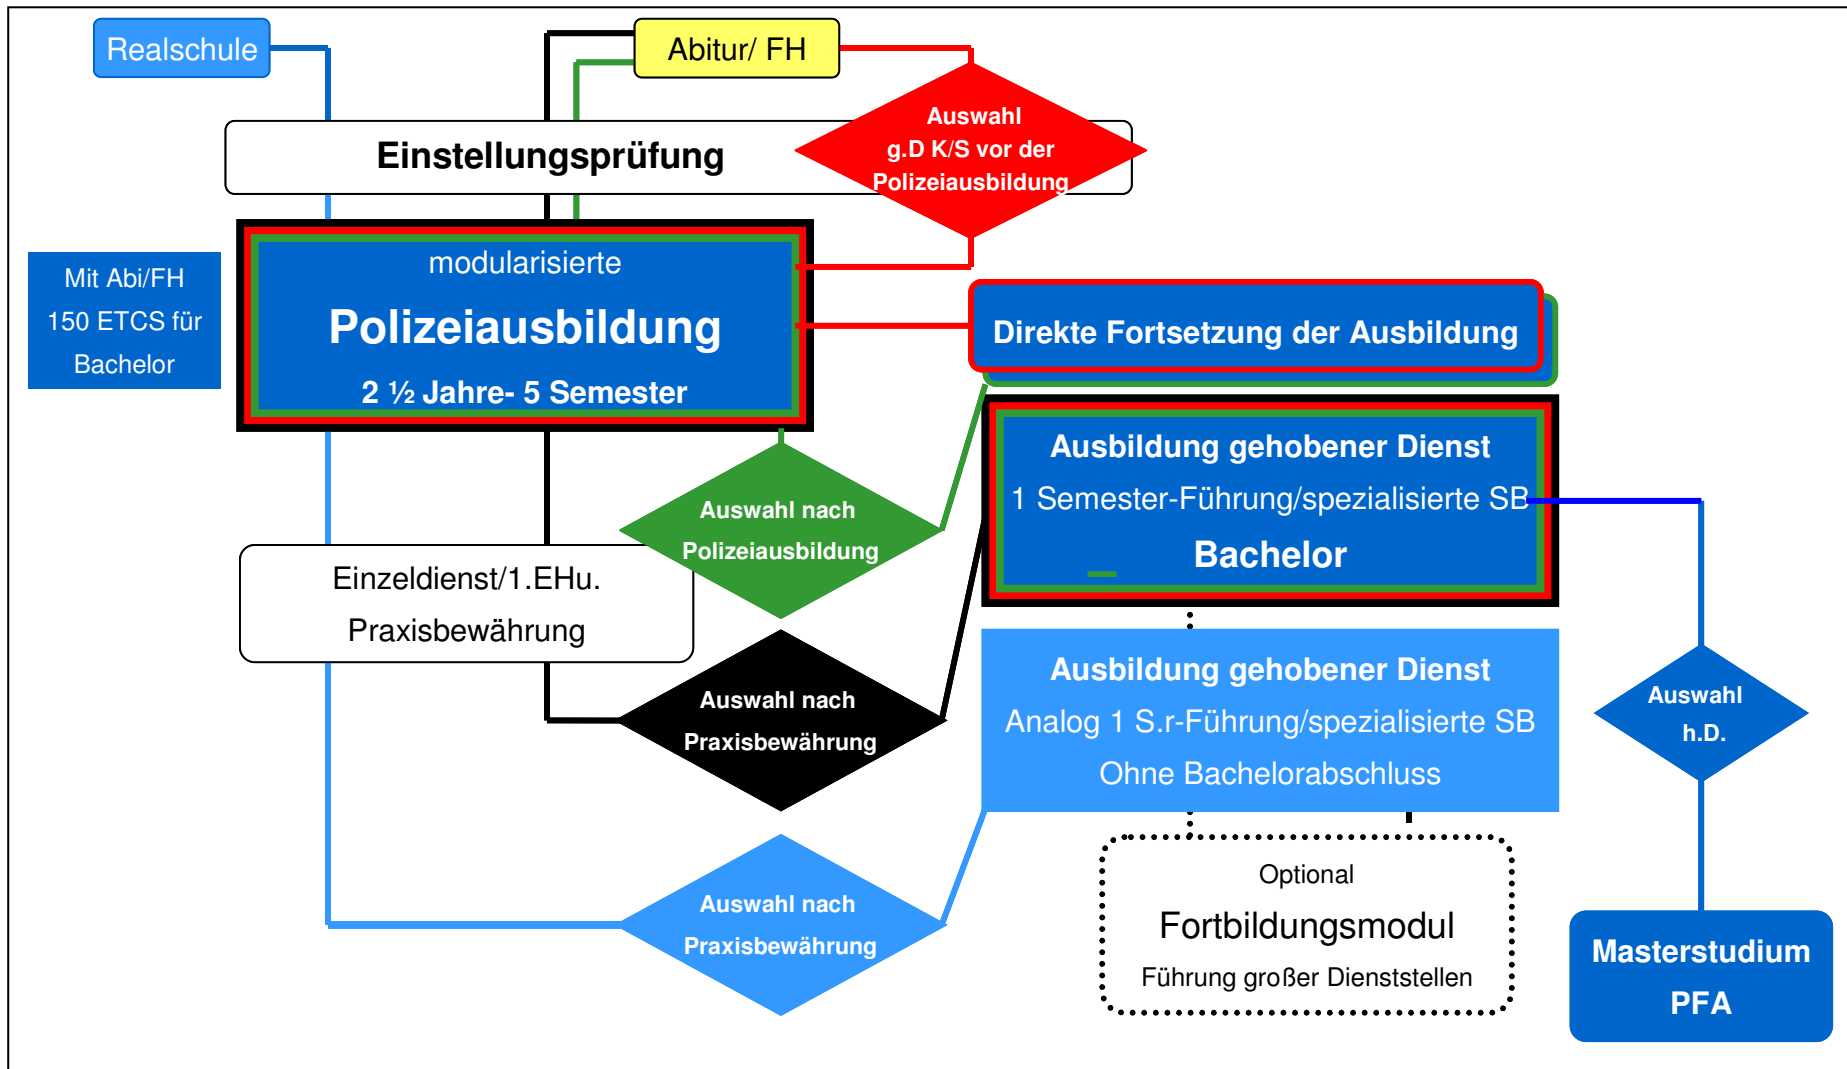 Realschule
Abitur/ FH
Auswahl
g.D K/S vor der
Polizeiausbildung
Einstellungsprüfung
Mit Abi/FH
150 ETCS für
Bachelor
modularisierte
Polizeiausbildung
2 ½ Jahre- 5 Semester
Direkte Fortsetzung der Ausbildung
Ausbildung gehobener Dienst
1 Semester-Führung/spezialisierte SB
Bachelor
Auswahl nach
Polizeiausbildung
Einzeldienst/1.EHu.
Praxisbewährung
Auswahl nach
Praxisbewährung
Ausbildung gehobener Dienst
Analog 1 S.r-Führung/spezialisierte SB
Ohne Bachelorabschluss
Auswahl
h.D.
Auswahl nach
Praxisbewährung
Optional
Fortbildungsmodul
Führung großer Dienststellen
Masterstudium
PFA